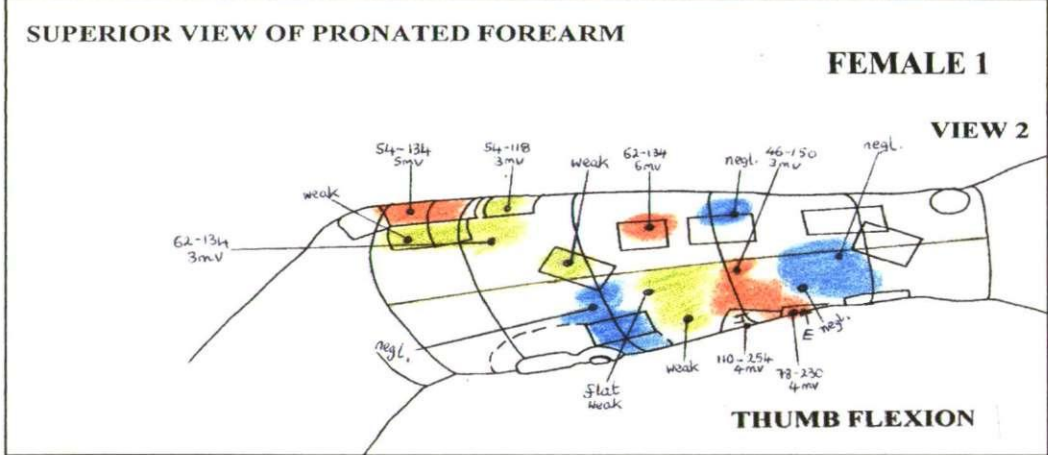 SUPERIOR VIEW OF PRONATED FOREARM
FEMALE 1
VIEW 2
54-134
5mv
54-118
3mv
weak
62-134
6mv
negl.
46-150
3mv
negl.
weak
62-134
3mv
negl.
flat
weak
weak
110-254
4mv
78-230
4mv
E
E
negl.
THUMB FLEXION